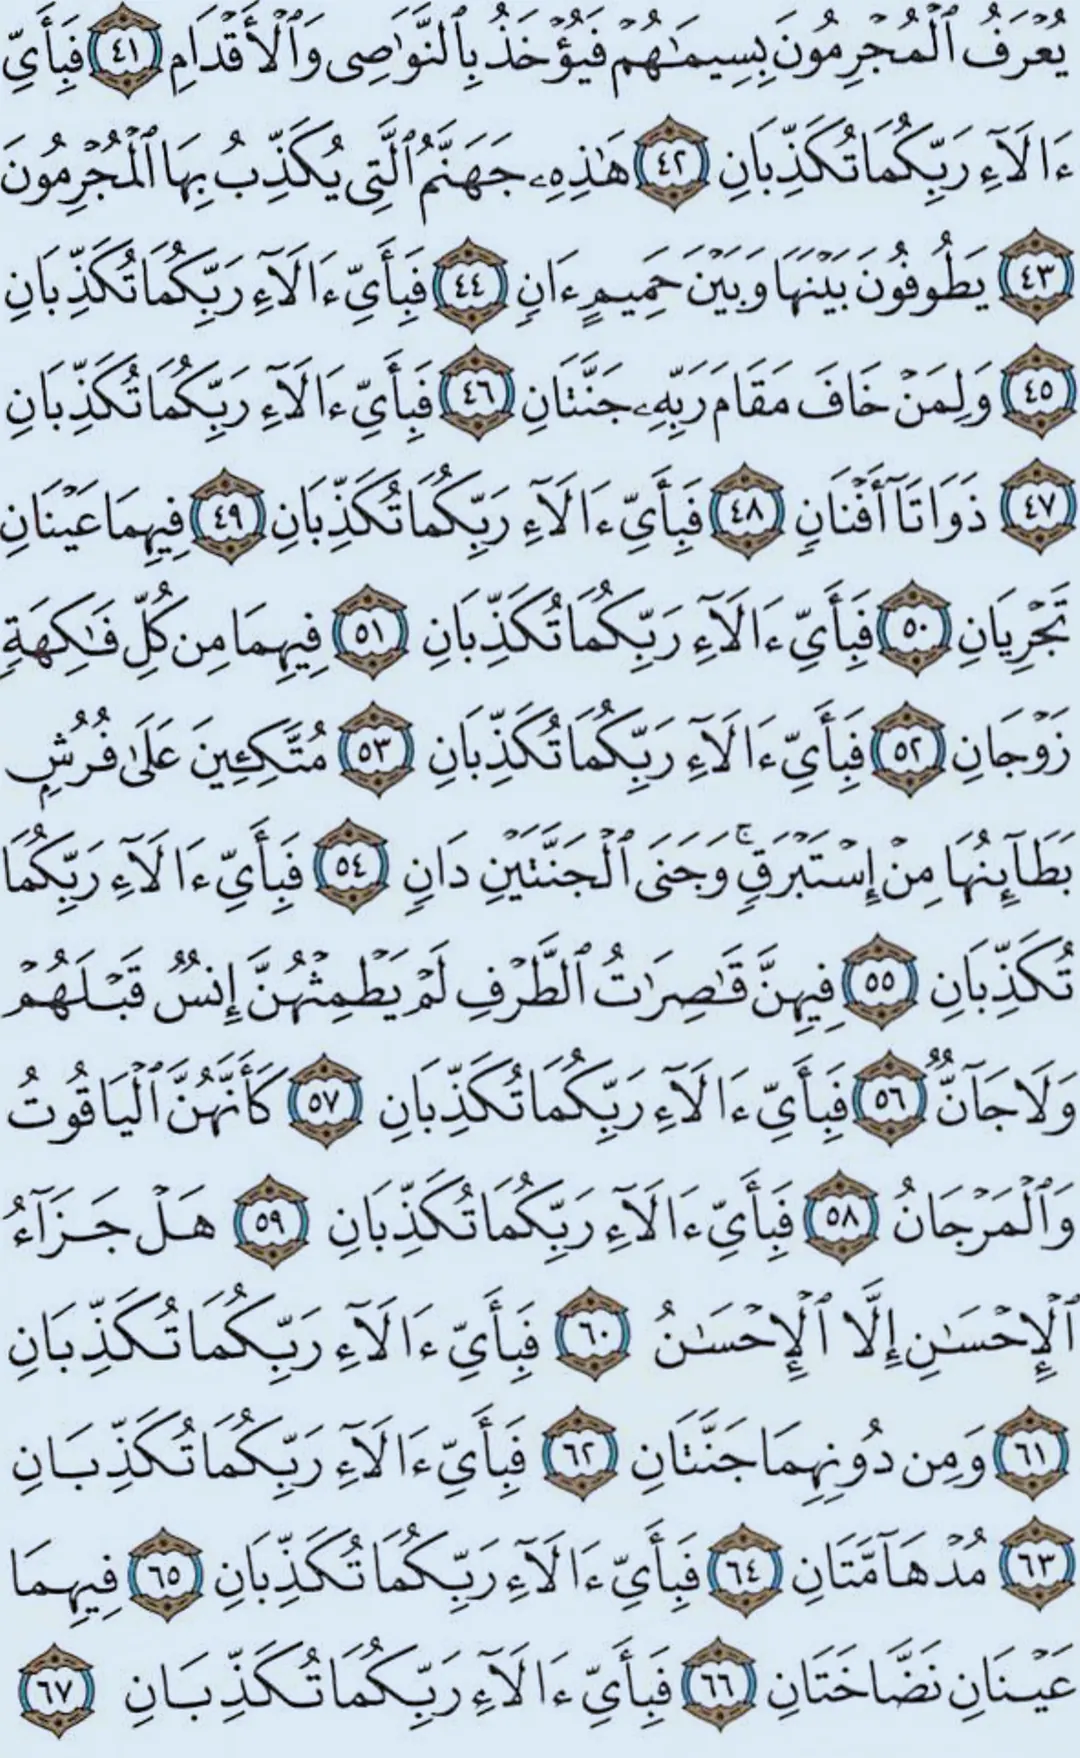 يُعْرَفُ ٱلْمُجْرِمُونَ بِسِيمَـٰهُمْ فَيُؤْخَذُ بِٱلنَّوَٰصِى وَٱلْأَقْدَامِ ٤١ فَبِأَىِّ
ءَالَآءِ رَبِّكُمَا تُكَذِّبَانِ ٤٢ هَـٰذِهِۦ جَهَنَّمُ ٱلَّتِى يُكَذِّبُ بِهَا ٱلْمُجْرِمُونَ
٤٣ يَطُوفُونَ بَيْنَهَا وَبَيْنَ حَمِيمٍ ءَانٍ ٤٤ فَبِأَىِّ ءَالَآءِ رَبِّكُمَا تُكَذِّبَانِ
٤٥ وَلِمَنْ خَافَ مَقَامَ رَبِّهِۦ جَنَّتَانِ ٤٦ فَبِأَىِّ ءَالَآءِ رَبِّكُمَا تُكَذِّبَانِ
٤٧ ذَوَاتَآ أَفْنَانٍ ٤٨ فَبِأَىِّ ءَالَآءِ رَبِّكُمَا تُكَذِّبَانِ ٤٩ فِيهِمَا عَيْنَانِ
تَجْرِيَانِ ٥٠ فَبِأَىِّ ءَالَآءِ رَبِّكُمَا تُكَذِّبَانِ ٥١ فِيهِمَا مِن كُلِّ فَـٰكِهَةٍ
زَوْجَانِ ٥٢ فَبِأَىِّ ءَالَآءِ رَبِّكُمَا تُكَذِّبَانِ ٥٣ مُتَّكِـِٔينَ عَلَىٰ فُرُشٍۭ
بَطَآئِنُهَا مِنْ إِسْتَبْرَقٍ ۚ وَجَنَى ٱلْجَنَّتَيْنِ دَانٍ ٥٤ فَبِأَىِّ ءَالَآءِ رَبِّكُمَا
تُكَذِّبَانِ ٥٥ فِيهِنَّ قَـٰصِرَٰتُ ٱلطَّرْفِ لَمْ يَطْمِثْهُنَّ إِنسٌ قَبْلَهُمْ
وَلَا جَآنٌّ ٥٦ فَبِأَىِّ ءَالَآءِ رَبِّكُمَا تُكَذِّبَانِ ٥٧ كَأَنَّهُنَّ ٱلْيَاقُوتُ
وَٱلْمَرْجَانُ ٥٨ فَبِأَىِّ ءَالَآءِ رَبِّكُمَا تُكَذِّبَانِ ٥٩ هَلْ جَزَآءُ
ٱلْإِحْسَـٰنِ إِلَّا ٱلْإِحْسَـٰنُ ٦٠ فَبِأَىِّ ءَالَآءِ رَبِّكُمَا تُكَذِّبَانِ
٦١ وَمِن دُونِهِمَا جَنَّتَانِ ٦٢ فَبِأَىِّ ءَالَآءِ رَبِّكُمَا تُكَذِّبَانِ
٦٣ مُدْهَآمَّتَانِ ٦٤ فَبِأَىِّ ءَالَآءِ رَبِّكُمَا تُكَذِّبَانِ ٦٥ فِيهِمَا
عَيْنَانِ نَضَّاخَتَانِ ٦٦ فَبِأَىِّ ءَالَآءِ رَبِّكُمَا تُكَذِّبَانِ ٦٧